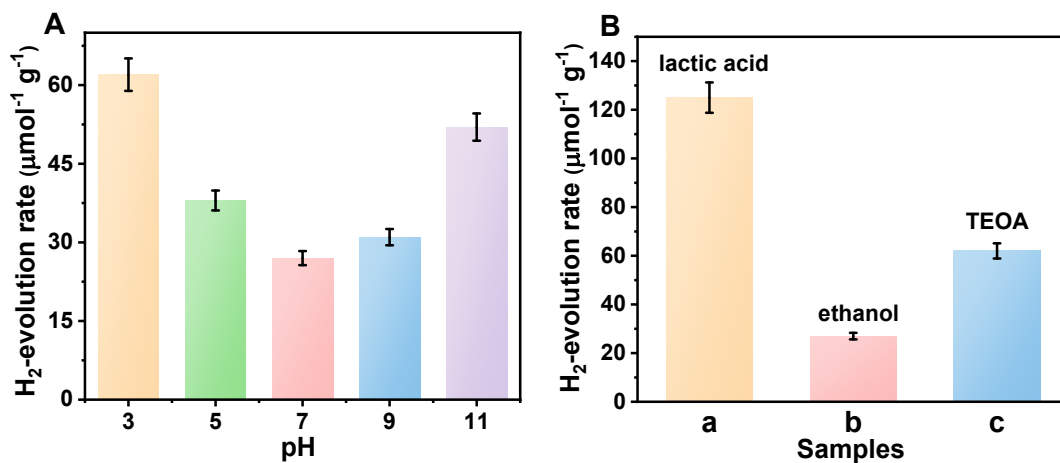 A
H₂-evolution rate (μmol⁻¹ g⁻¹)
60
45
30
15
0
3 5 7 9 11
pH
B
H₂-evolution rate (μmol⁻¹ g⁻¹)
140
120
100
80
60
40
20
0
lactic acid
TEOA
ethanol
a b c
Samples